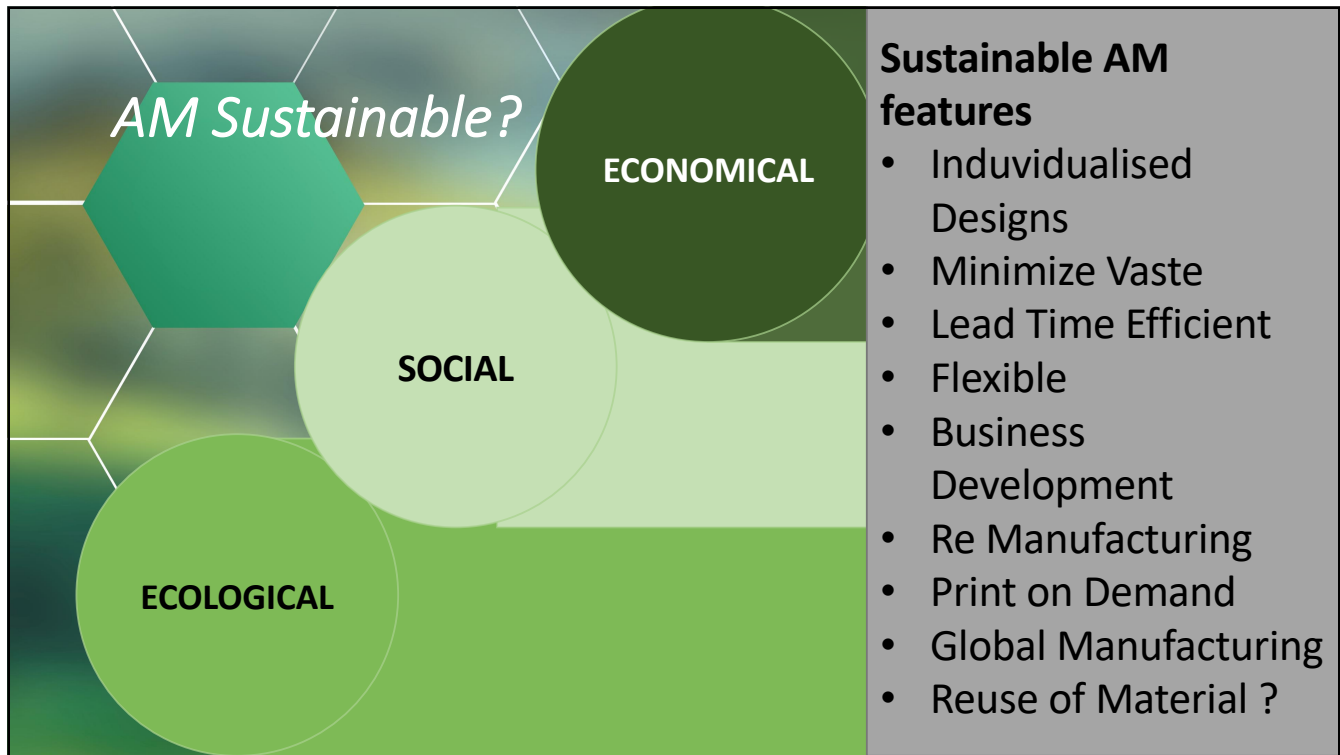 AM Sustainable?
ECONOMICAL
SOCIAL
ECOLOGICAL
Sustainable AM
features
• Induvidualised
Designs
• Minimize Vaste
• Lead Time Efficient
• Flexible
• Business
Development
• Re Manufacturing
• Print on Demand
• Global Manufacturing
• Reuse of Material ?